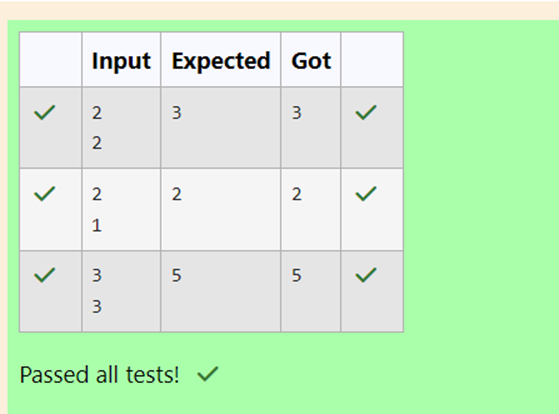 Input Expected Got
2 3 3
2
2 2 2
1
3 5 5
3
Passed all tests!